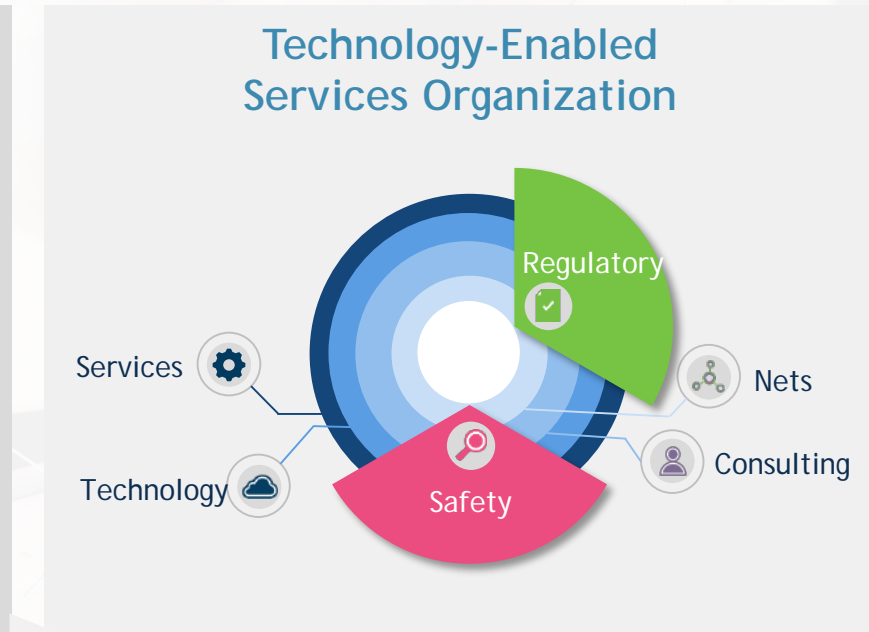 Technology-Enabled
Services Organization
Regulatory
Services
Nets
Consulting
Technology
Safety